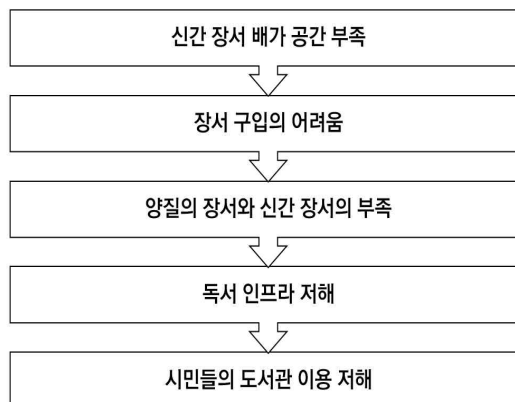 신간 장서 배가 공간 부족
장서 구입의 어려움
양질의 장서와 신간 장서의 부족
독서 인프라 저해
시민들의 도서관 이용 저해